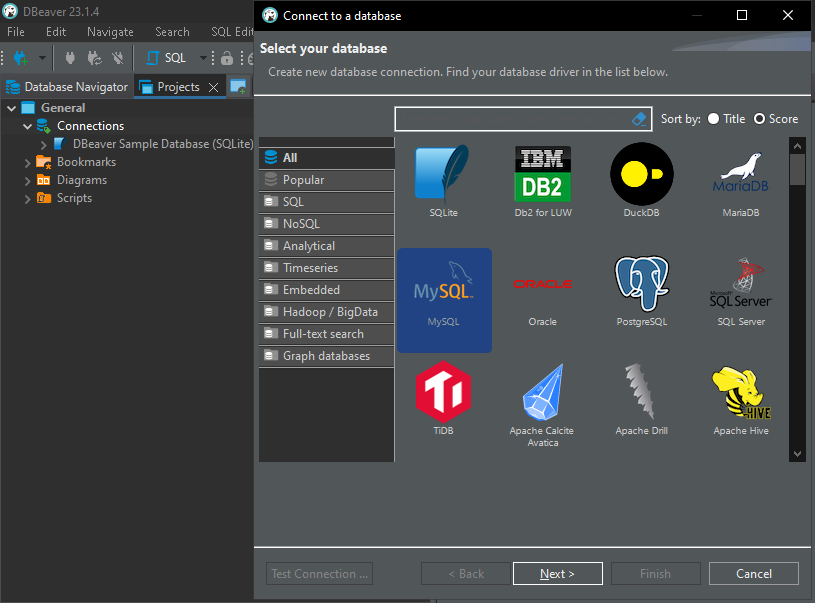 DBeaver 23.1.4
File Edit Navigate Search SQL Edit
SQL
Database Navigator Projects
General
Connections
DBeaver Sample Database (SQLite)
Bookmarks
Diagrams
Scripts
Connect to a database
Select your database
Create new database connection. Find your database driver in the list below.
Sort by: Title Score
All
Popular
SQL
NoSQL
Analytical
Timeseries
Embedded
Hadoop / BigData
Full-text search
Graph databases
SQLite
IBM
DB2
Db2 for LUW
DuckDB
MariaDB
MariaDB
MySQL
MySQL
ORACLE
Oracle
PostgreSQL
Microsoft
SQL Server
SQL Server
Ti
TiDB
Apache Calcite
Avatica
Apache Drill
HIVE
Apache Hive
Test Connection ...
< Back
Next >
Finish
Cancel